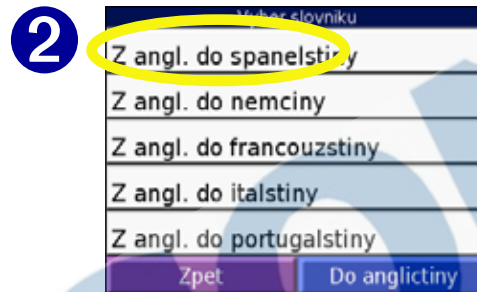 2
Vyber slovniku
Z angl. do spanelstiny
Z angl. do nemciny
Z angl. do francouzstiny
Z angl. do italstiny
Z angl. do portugalstiny
Zpet Do anglictiny